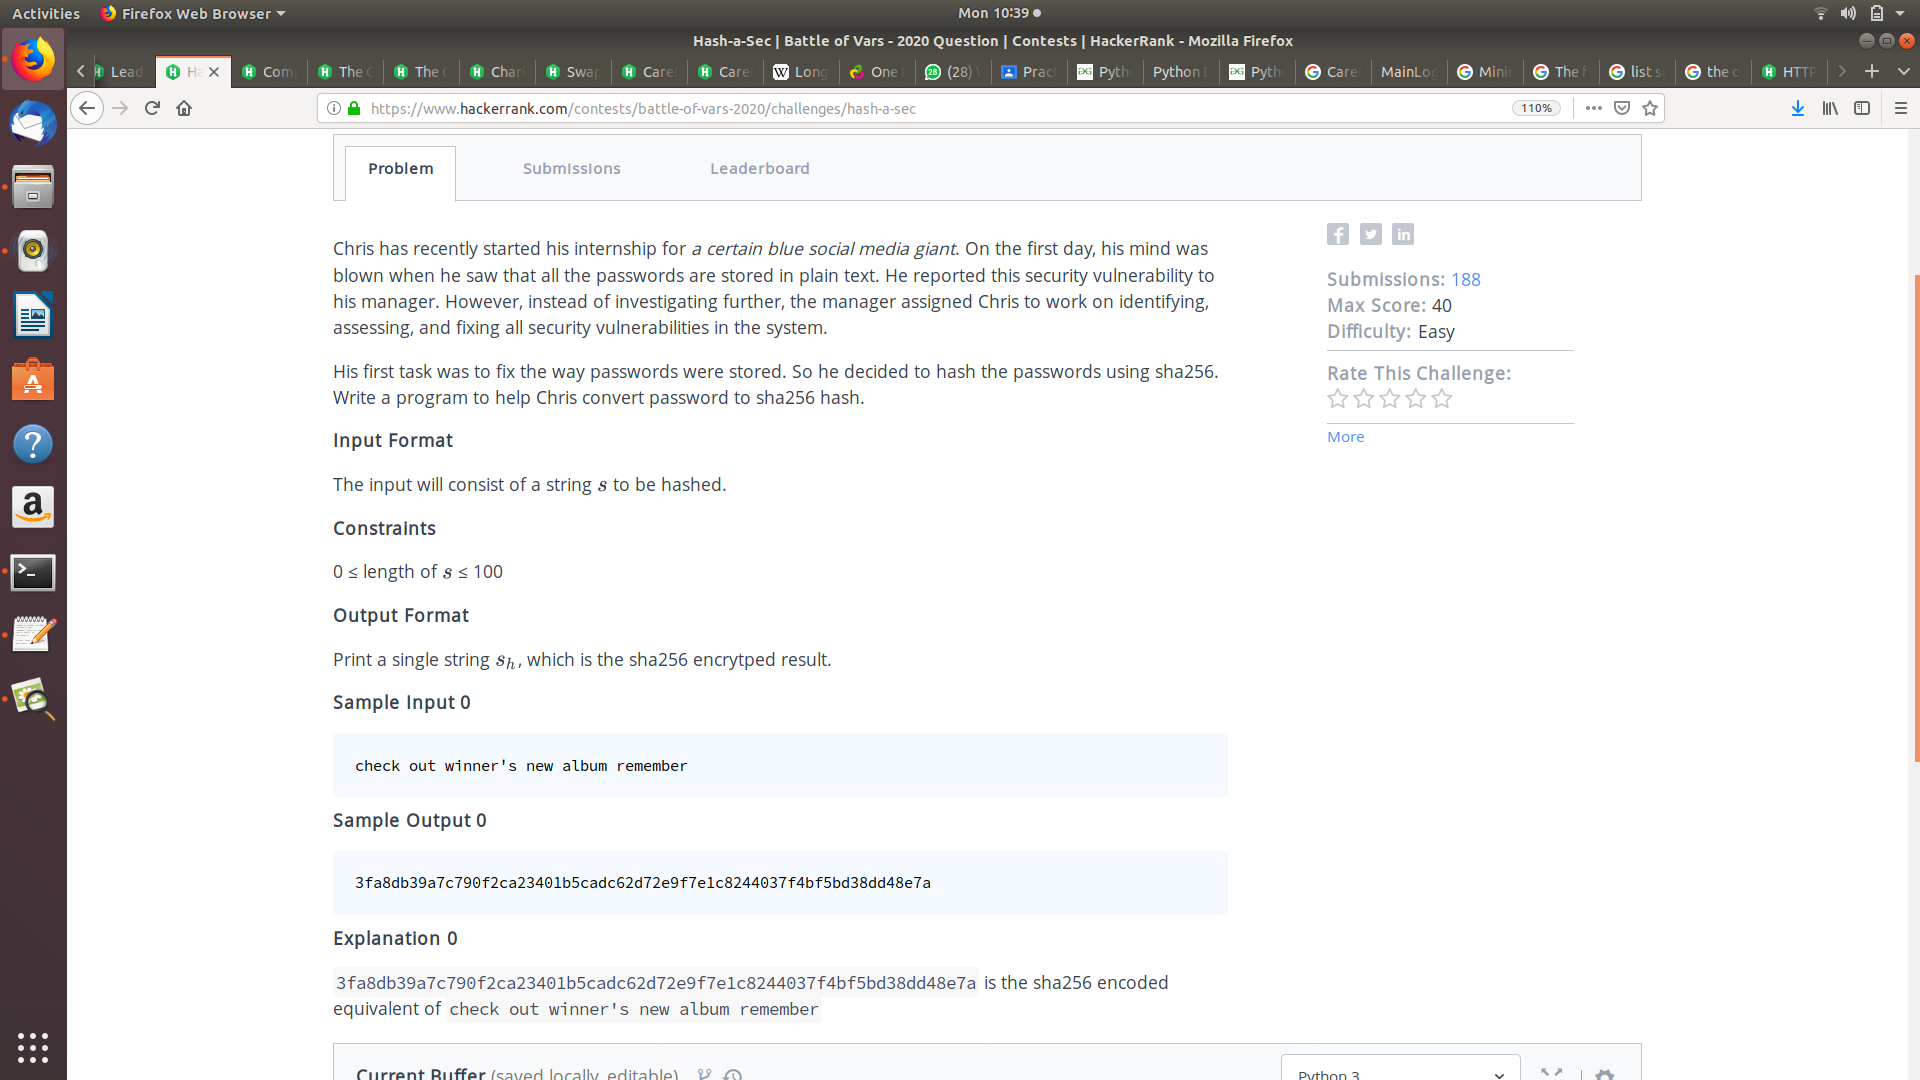 Activities Firefox Web Browser Mon 10:39
Hash-a-Sec | Battle of Vars - 2020 Question | Contests | HackerRank - Mozilla Firefox
Lead Ha Com The C The C Char Swap Care Care Long One (28) Prac Pyth Python D Pyth Care MainLog Mini The f list s the c HTTP
https://www.hackerrank.com/contests/battle-of-vars-2020/challenges/hash-a-sec 110%
Problem Submissions Leaderboard
Chris has recently started his internship for a certain blue social media giant. On the first day, his mind was
blown when he saw that all the passwords are stored in plain text. He reported this security vulnerability to
his manager. However, instead of investigating further, the manager assigned Chris to work on identifying,
assessing, and fixing all security vulnerabilities in the system.
His first task was to fix the way passwords were stored. So he decided to hash the passwords using sha256.
Write a program to help Chris convert password to sha256 hash.
Input Format
The input will consist of a string s to be hashed.
Constraints
0 ≤ length of s ≤ 100
Output Format
Print a single string s_h, which is the sha256 encrytped result.
Sample Input 0
check out winner's new album remember
Sample Output 0
3fa8db39a7c790f2ca23401b5cadc62d72e9f7e1c8244037f4bf5bd38dd48e7a
Explanation 0
3fa8db39a7c790f2ca23401b5cadc62d72e9f7e1c8244037f4bf5bd38dd48e7a is the sha256 encoded
equivalent of check out winner's new album remember
Submissions: 188
Max Score: 40
Difficulty: Easy
Rate This Challenge:
More
Current Buffer (saved locally, editable) Python 3